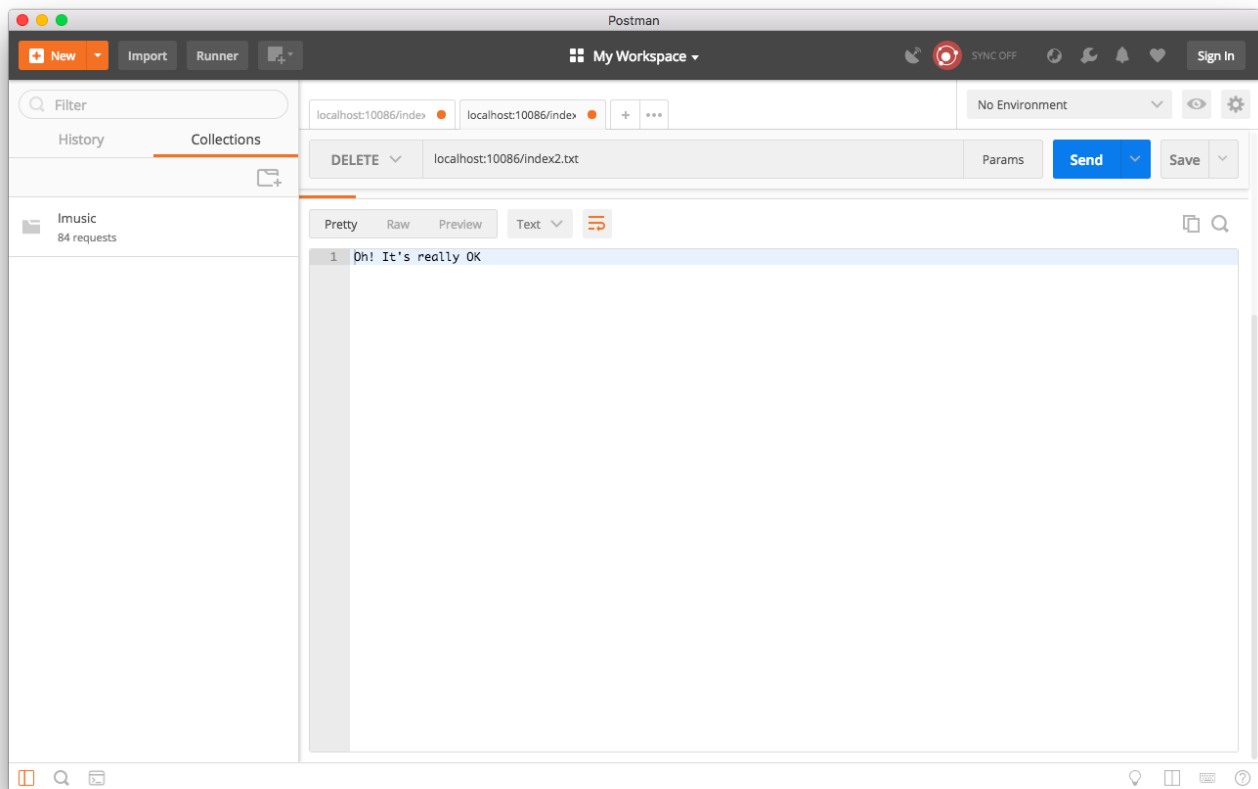 Postman
New Import Runner My Workspace SYNC OFF Sign In
Filter
History Collections
Imusic
84 requests
localhost:10086/index localhost:10086/index + No Environment
DELETE localhost:10086/index2.txt Params Send Save
Pretty Raw Preview Text
1 Oh! It's really OK